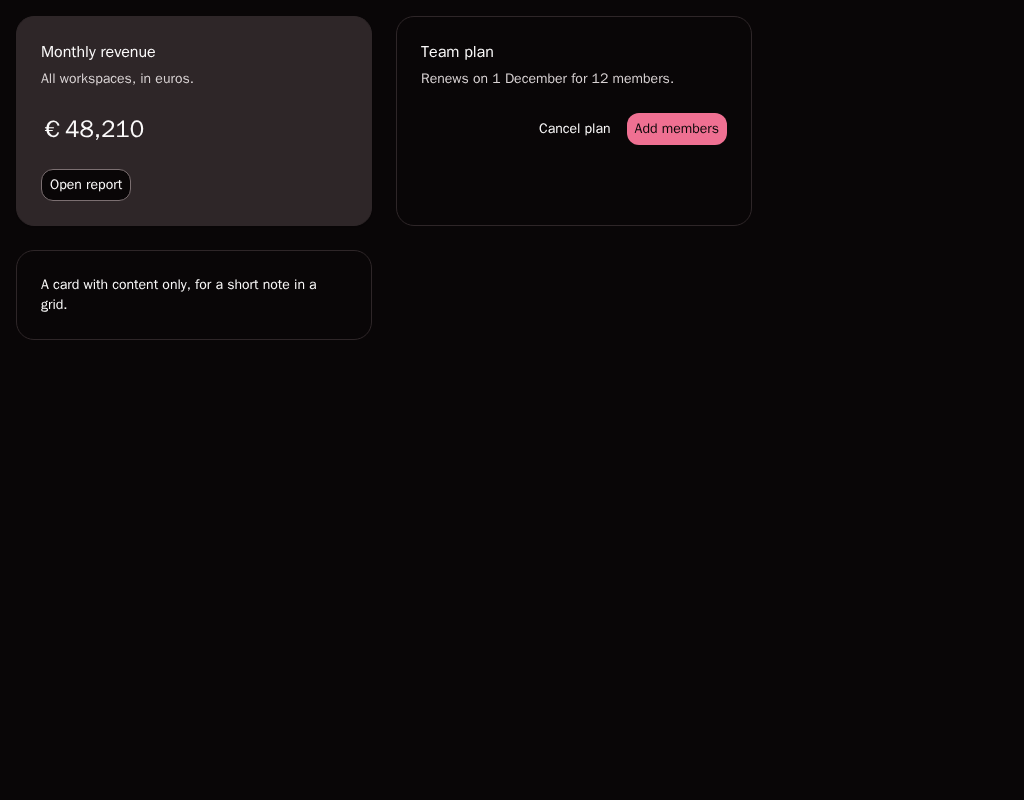 Monthly revenue
All workspaces, in euros.
€ 48,210
Open report
Team plan
Renews on 1 December for 12 members.
Cancel plan
Add members
A card with content only, for a short note in a
grid.